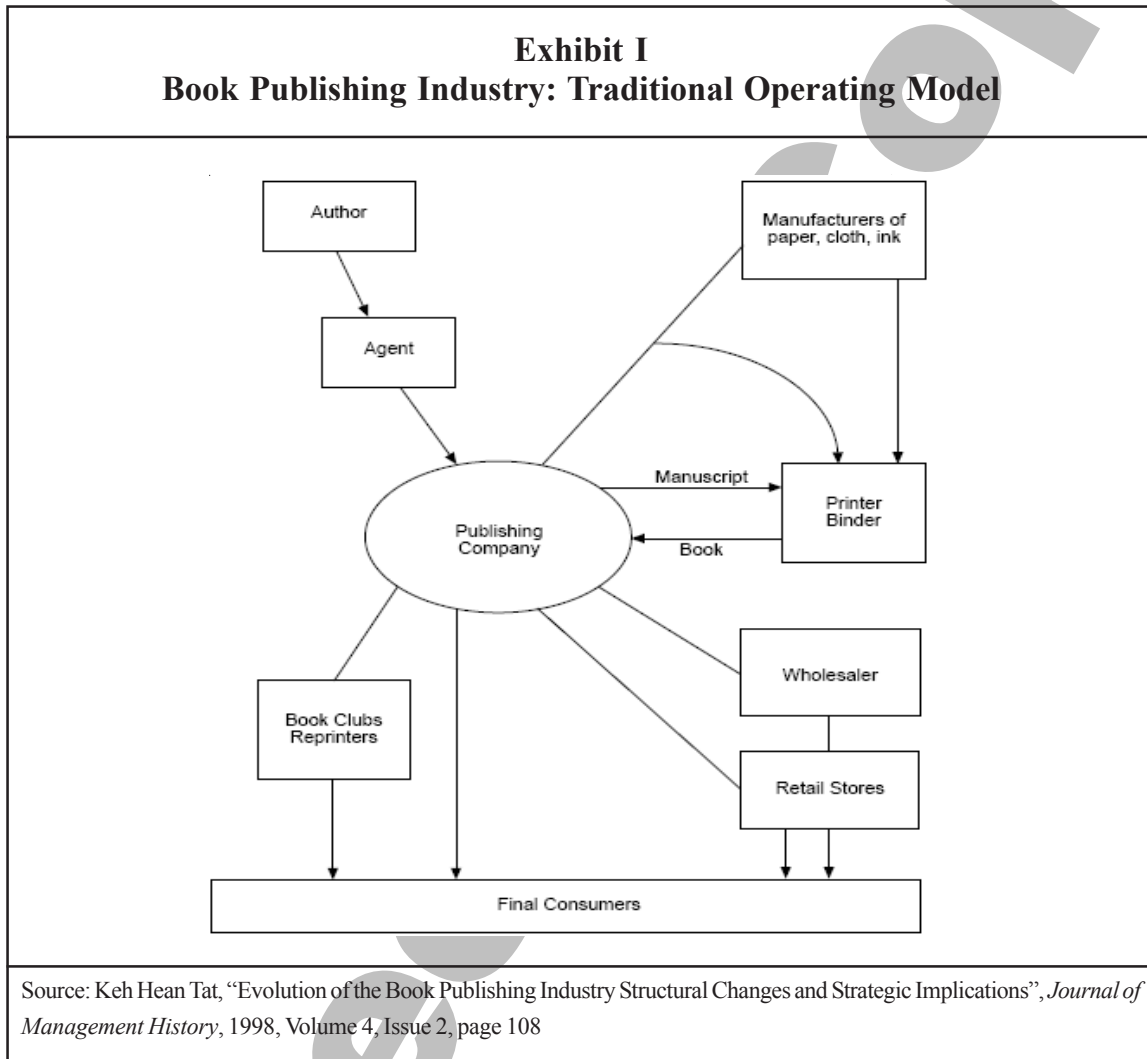 Exhibit I
Book Publishing Industry: Traditional Operating Model
Author
Manufacturers of
paper, cloth, ink
Agent
Manuscript
Printer
Binder
Publishing
Company
Book
Wholesaler
Book Clubs
Reprinters
Retail Stores
Final Consumers
Source: Keh Hean Tat, “Evolution of the Book Publishing Industry Structural Changes and Strategic Implications”, Journal of
Management History, 1998, Volume 4, Issue 2, page 108